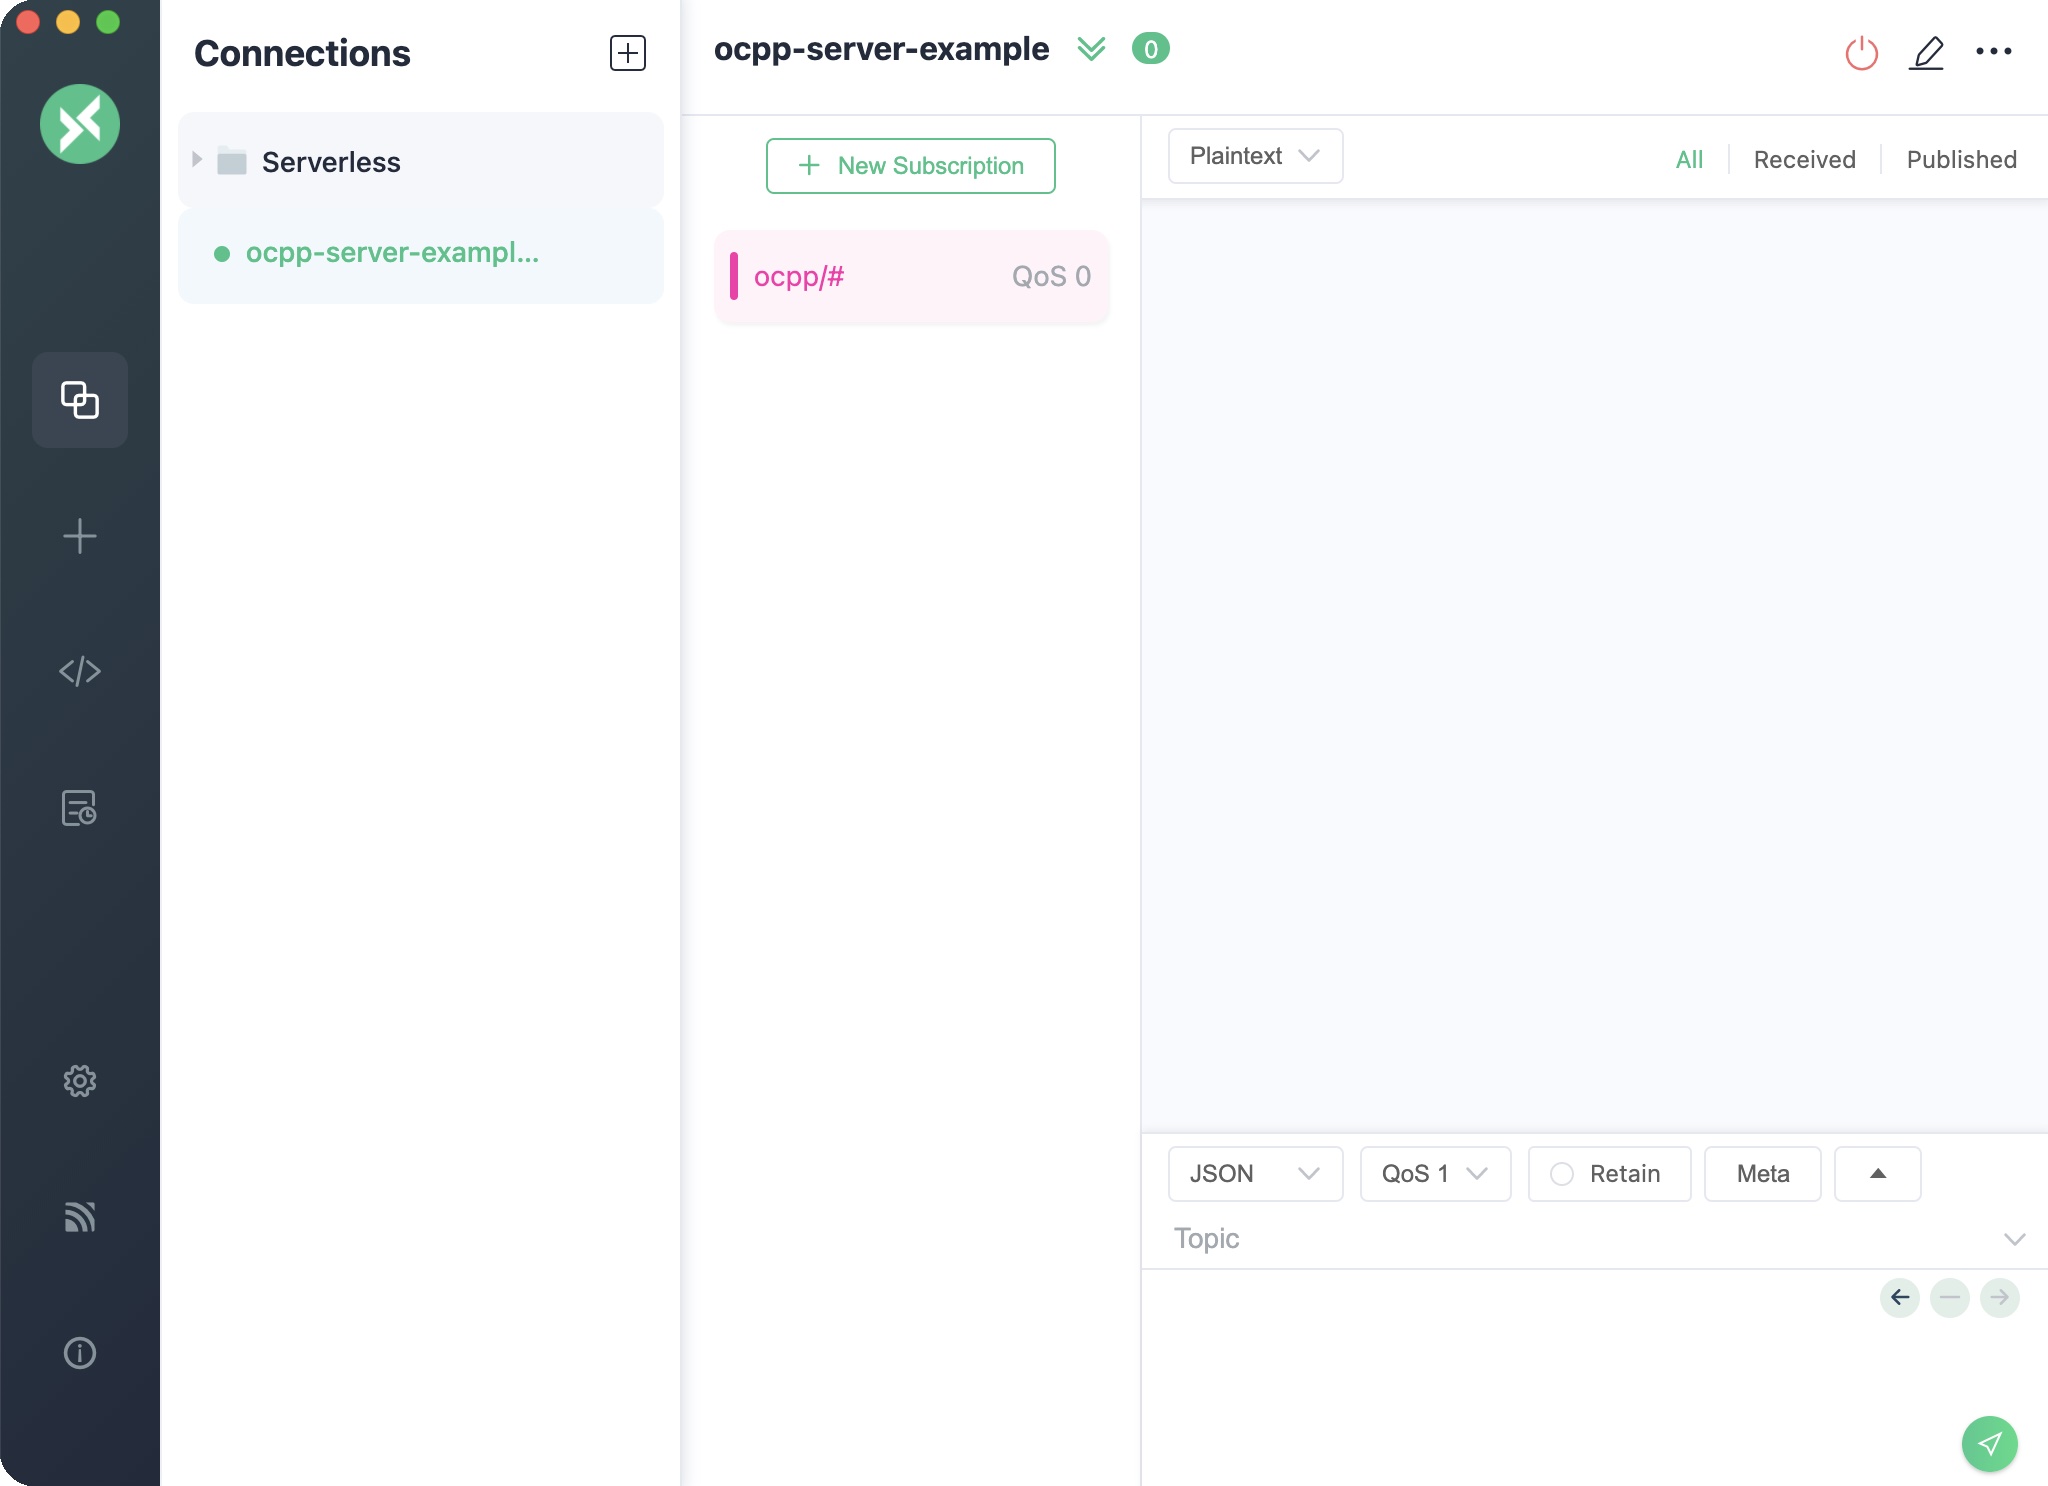 Connections
Serverless
ocpp-server-exampl...
ocpp-server-example 0
New Subscription
ocpp/# QoS 0
Plaintext All Received Published
JSON QoS 1 Retain Meta
Topic